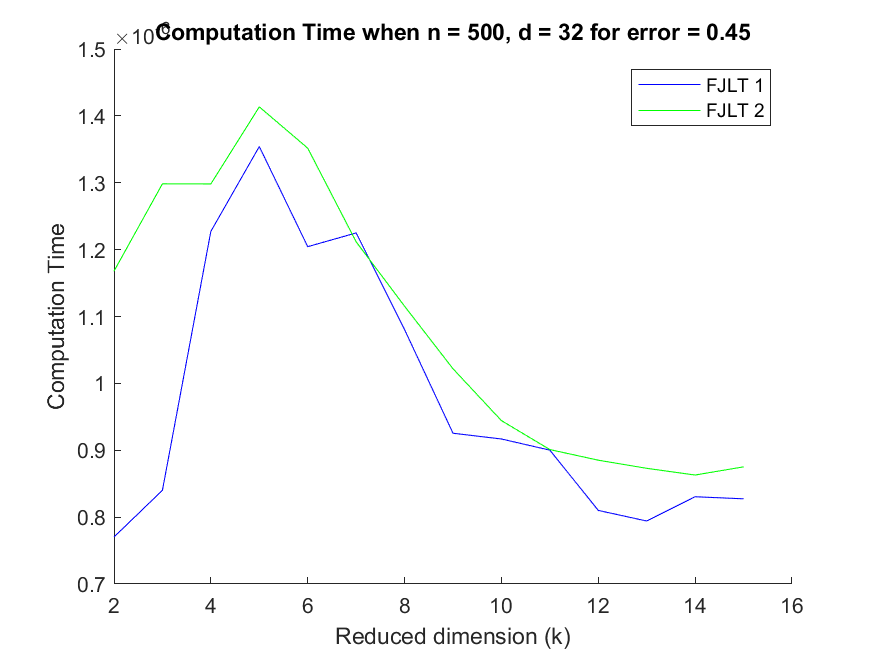 ×10
Computation Time when n = 500, d = 32 for error = 0.45
1.5
1.4
1.3
1.2
1.1
1
0.9
0.8
0.7
Computation Time
FJLT 1
FJLT 2
2 4 6 8 10 12 14 16
Reduced dimension (k)